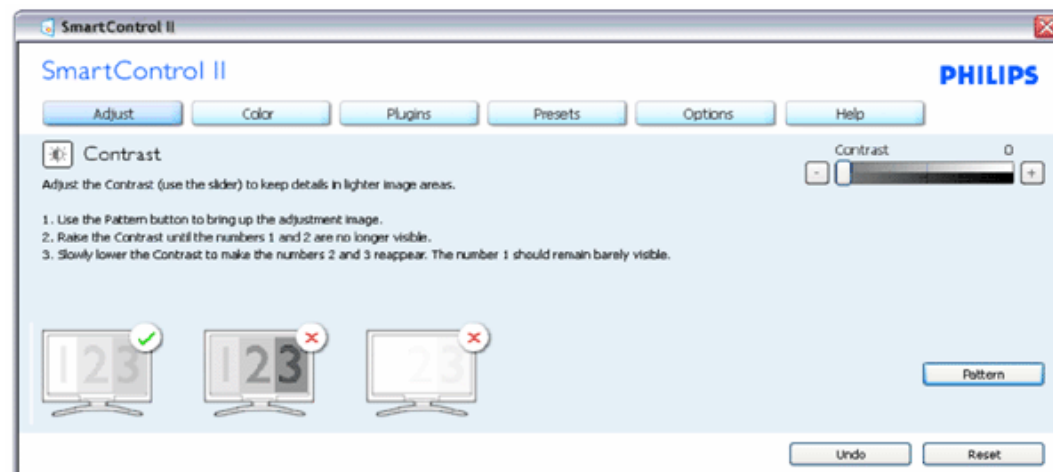 SmartControl II
SmartControl II
PHILIPS
Adjust Color Plugins Presets Options Help
Contrast
Contrast 0
Adjust the Contrast (use the slider) to keep details in lighter image areas.
- +
1. Use the Pattern button to bring up the adjustment image.
2. Raise the Contrast until the numbers 1 and 2 are no longer visible.
3. Slowly lower the Contrast to make the numbers 2 and 3 reappear. The number 1 should remain barely visible.
123 123 23
Pattern
Undo Reset